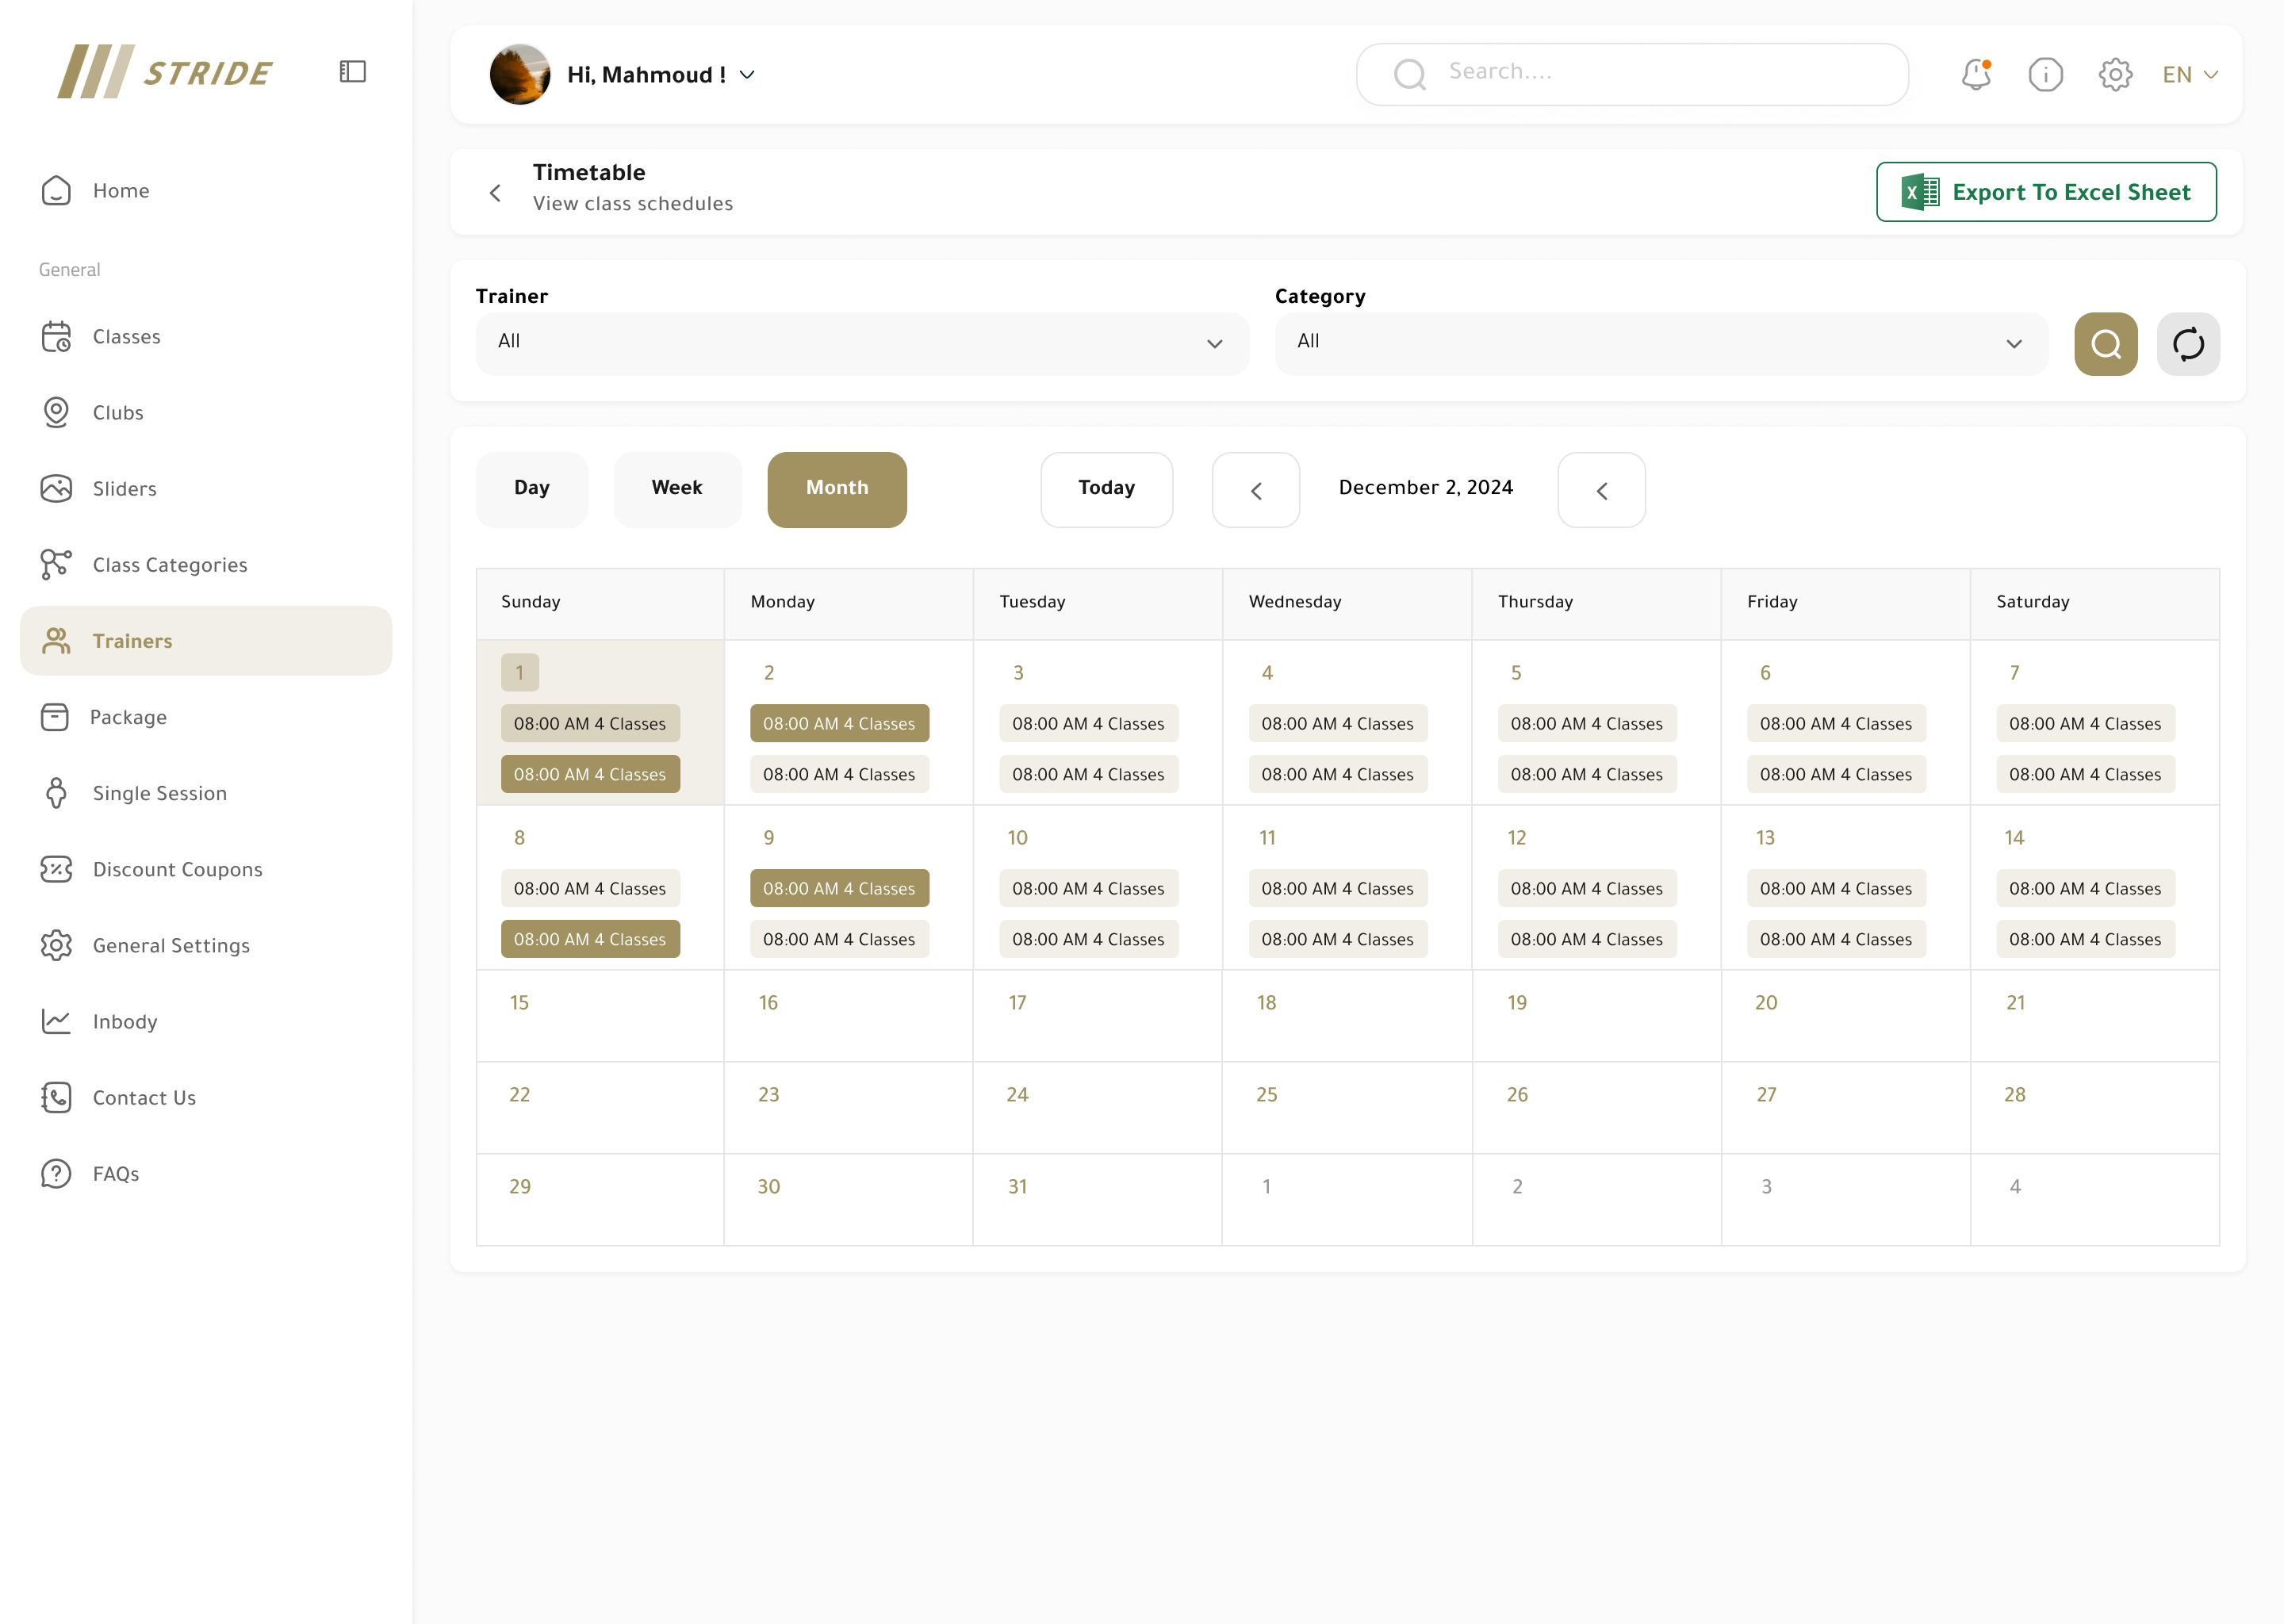 STRIDE
Home
General
Classes
Clubs
Sliders
Class Categories
Trainers
Package
Single Session
Discount Coupons
General Settings
Inbody
Contact Us
FAQs
Hi, Mahmoud !
Search....
EN
Timetable
View class schedules
Export To Excel Sheet
Trainer
All
Category
All
Day Week Month Today December 2, 2024
Sunday Monday Tuesday Wednesday Thursday Friday Saturday
1 2 3 4 5 6 7
08:00 AM 4 Classes 08:00 AM 4 Classes 08:00 AM 4 Classes 08:00 AM 4 Classes 08:00 AM 4 Classes 08:00 AM 4 Classes 08:00 AM 4 Classes
08:00 AM 4 Classes 08:00 AM 4 Classes 08:00 AM 4 Classes 08:00 AM 4 Classes 08:00 AM 4 Classes 08:00 AM 4 Classes 08:00 AM 4 Classes
8 9 10 11 12 13 14
08:00 AM 4 Classes 08:00 AM 4 Classes 08:00 AM 4 Classes 08:00 AM 4 Classes 08:00 AM 4 Classes 08:00 AM 4 Classes 08:00 AM 4 Classes
08:00 AM 4 Classes 08:00 AM 4 Classes 08:00 AM 4 Classes 08:00 AM 4 Classes 08:00 AM 4 Classes 08:00 AM 4 Classes 08:00 AM 4 Classes
15 16 17 18 19 20 21
22 23 24 25 26 27 28
29 30 31 1 2 3 4